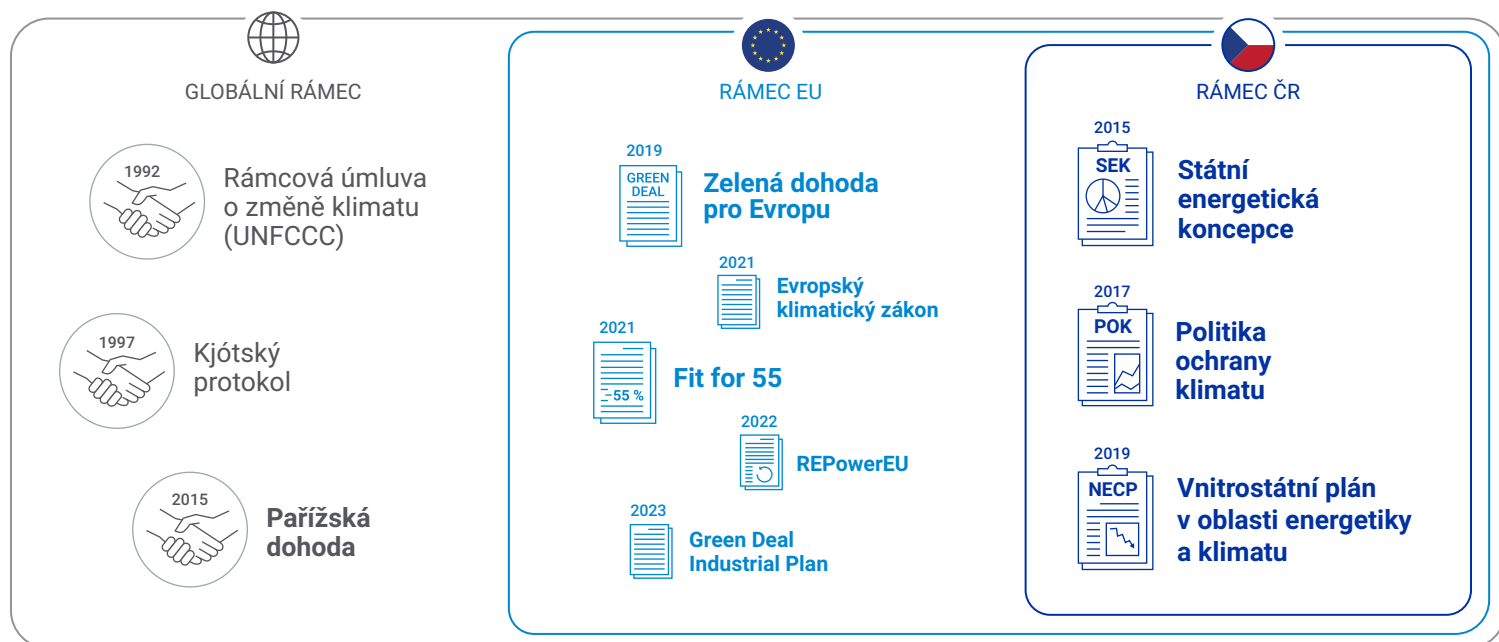 GLOBÁLNÍ RÁMEC
1992
Rámcová úmluva
o změně klimatu
(UNFCCC)
1997
Kjótský
protokol
2015
Pařížská
dohoda
RÁMEC EU
2019
GREEN
DEAL
Zelená dohoda
pro Evropu
2021
Evropský
klimatický zákon
2021
−55 %
Fit for 55
2022
REPowerEU
2023
Green Deal
Industrial Plan
RÁMEC ČR
2015
SEK
Státní
energetická
koncepce
2017
POK
Politika
ochrany
klimatu
2019
NECP
Vnitrostátní plán
v oblasti energetiky
a klimatu